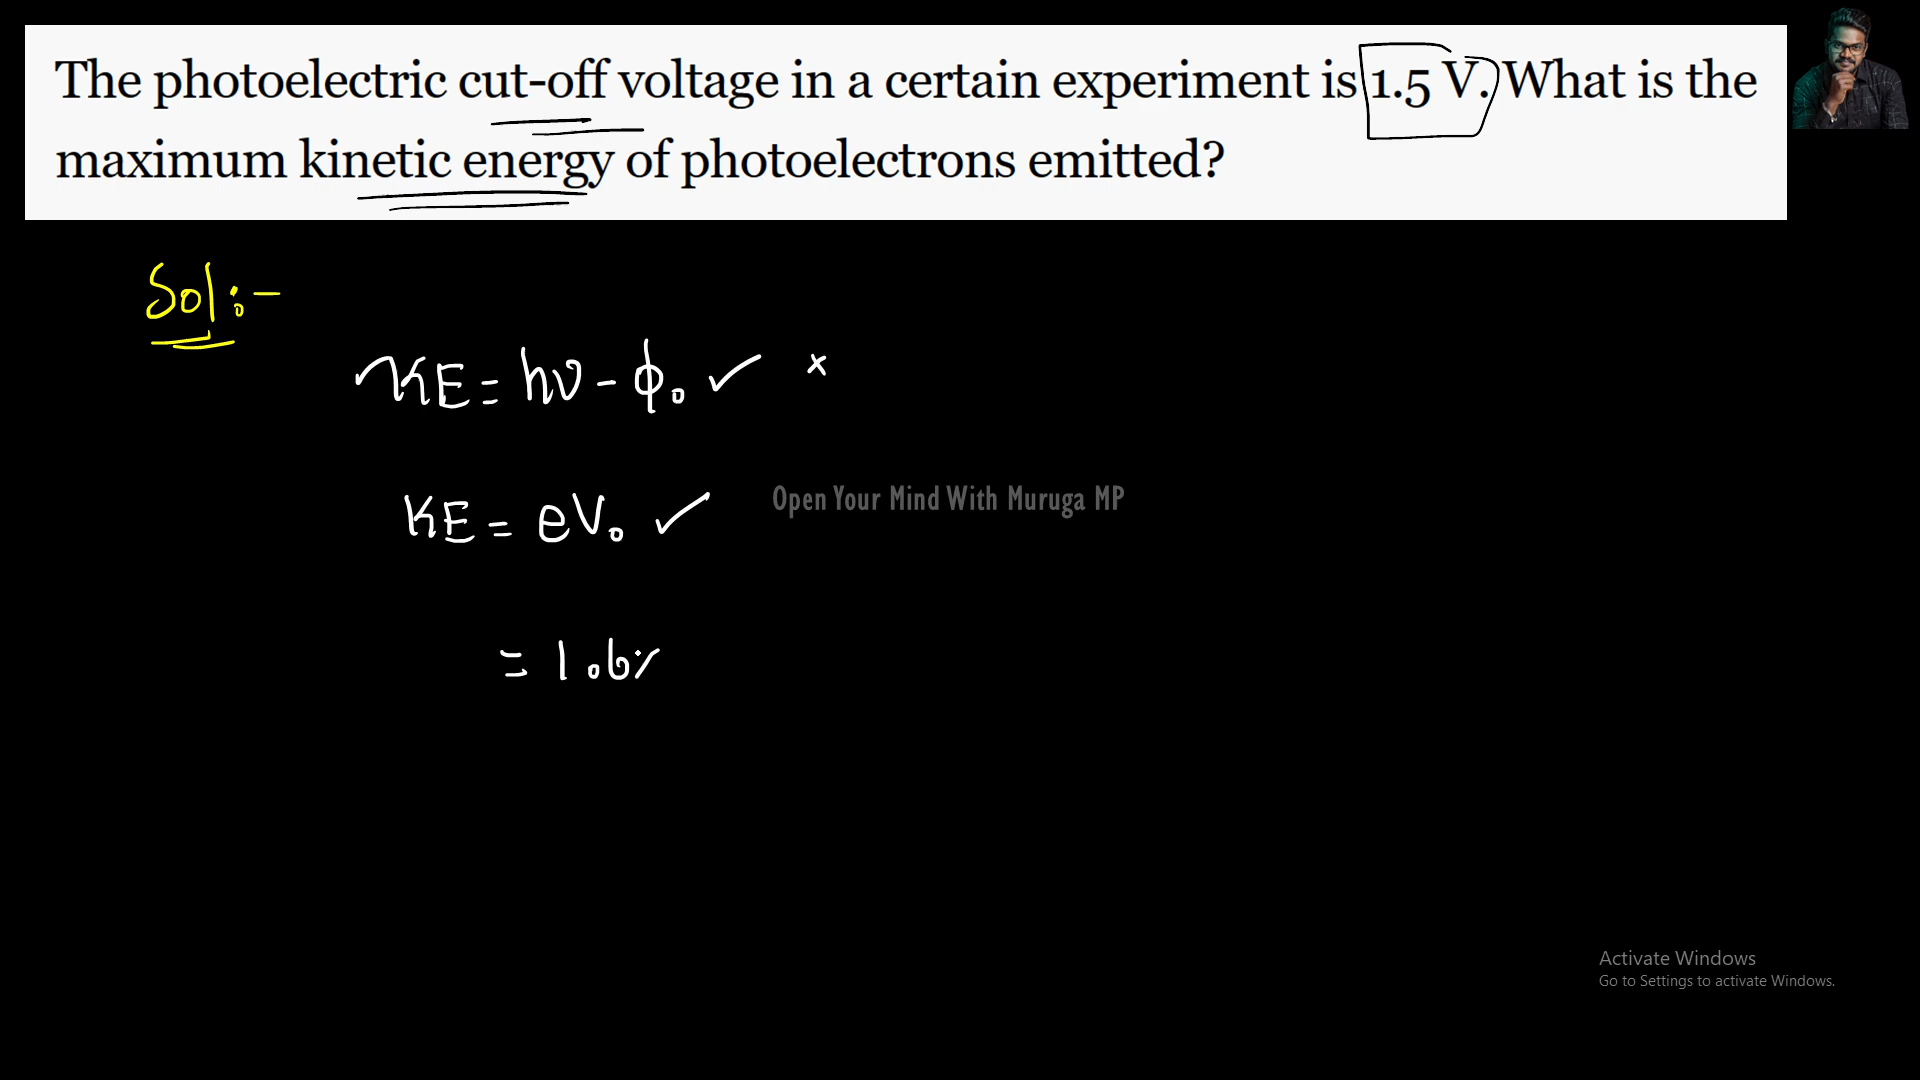 The photoelectric cut-off voltage in a certain experiment is 1.5 V. What is the
maximum kinetic energy of photoelectrons emitted?
Sol:-
KE = hν - ϕ₀ ✓ ×
KE = eV₀ ✓
Open Your Mind With Muruga MP
= 1.6×
Activate Windows
Go to Settings to activate Windows.